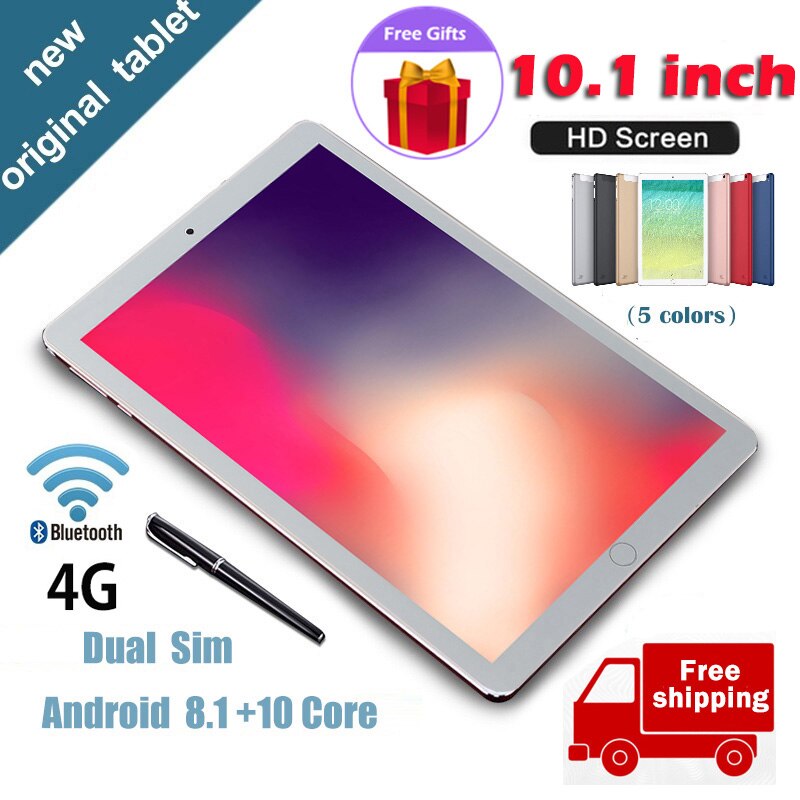 new
original tablet
Free Gifts
10.1 inch
HD Screen
(5 colors)
Bluetooth
4G
Dual Sim
Android 8.1 +10 Core
Free
shipping